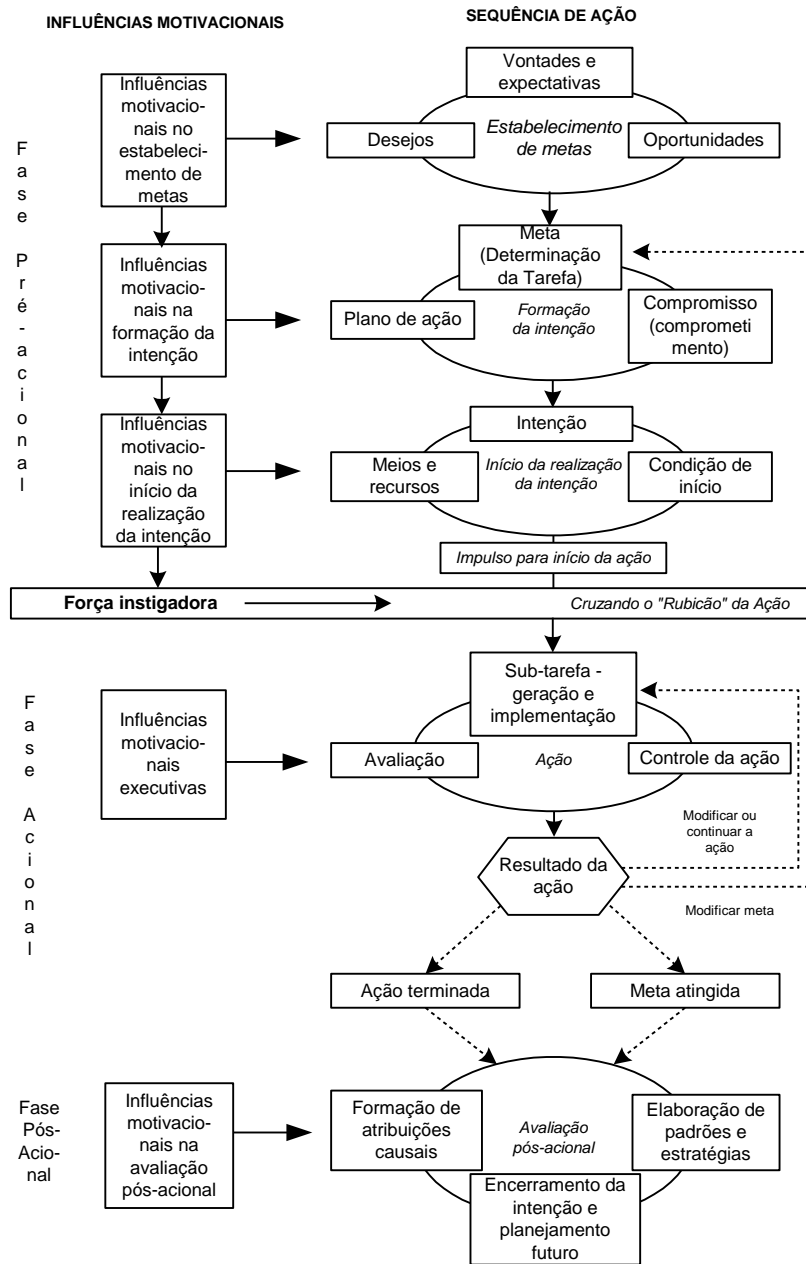 INFLUÊNCIAS MOTIVACIONAIS
SEQUÊNCIA DE AÇÃO
Fase Pré-acional
Influências
motivacio-
nais no
estabeleci-
mento de
metas
Vontades e
expectativas
Desejos
Estabelecimento
de metas
Oportunidades
Influências
motivacio-
nais na
formação da
intenção
Meta
(Determinação
da Tarefa)
Plano de ação
Formação
da intenção
Compromisso
(comprometi
mento)
Influências
motivacio-
nais no
início da
realização
da intenção
Intenção
Meios e
recursos
Início da realização
da intenção
Condição de
início
Impulso para início da ação
Força instigadora
Cruzando o "Rubicão" da Ação
Fase Acional
Influências
motivacio-
nais
executivas
Sub-tarefa -
geração e
implementação
Avaliação
Ação
Controle da ação
Modificar ou
continuar a
ação
Resultado da
ação
Modificar meta
Ação terminada
Meta atingida
Fase
Pós-
Acio-
nal
Influências
motivacio-
nais na
avaliação
pós-acional
Formação de
atribuições
causais
Avaliação
pós-acional
Elaboração de
padrões e
estratégias
Encerramento da
intenção e
planejamento
futuro